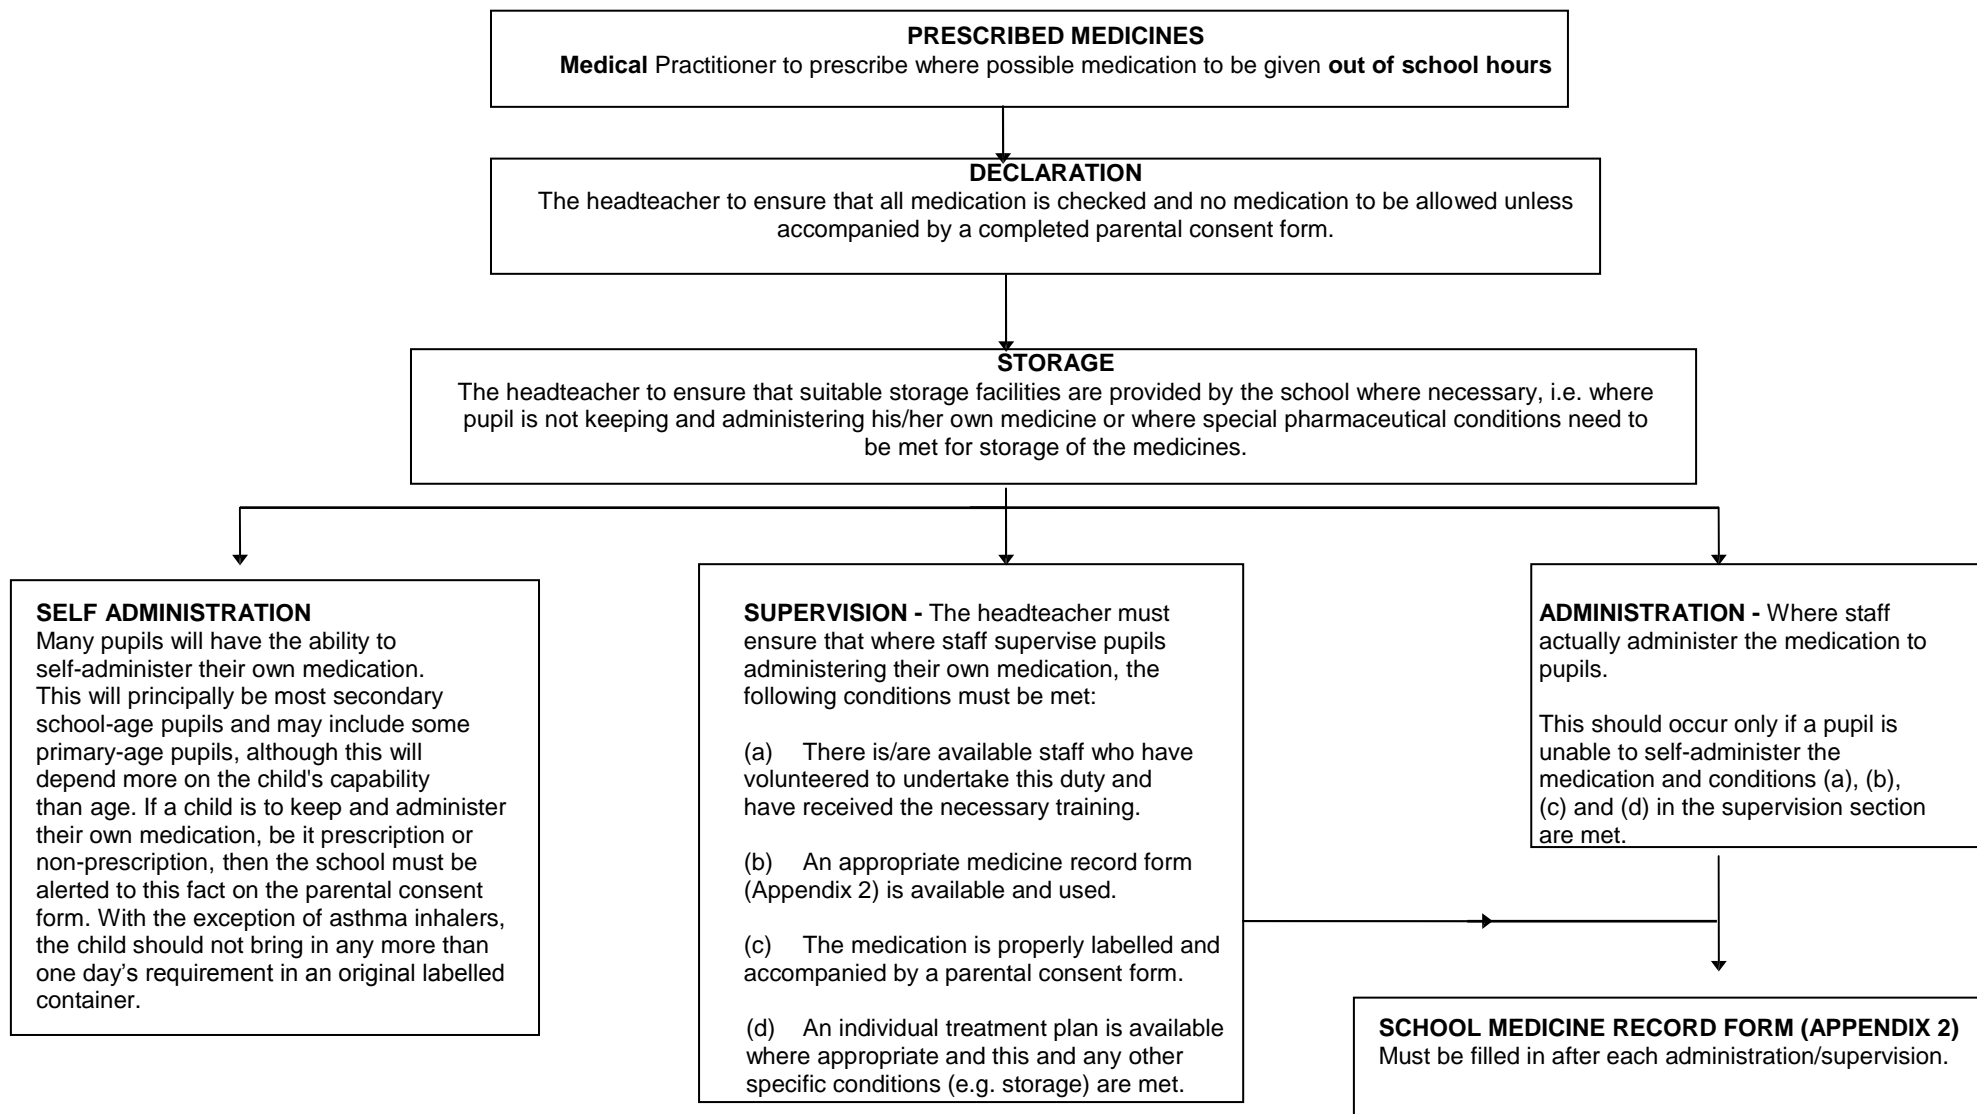 PRESCRIBED MEDICINES
Medical Practitioner to prescribe where possible medication to be given out of school hours
DECLARATION
The headteacher to ensure that all medication is checked and no medication to be allowed unless
accompanied by a completed parental consent form.
STORAGE
The headteacher to ensure that suitable storage facilities are provided by the school where necessary, i.e. where
pupil is not keeping and administering his/her own medicine or where special pharmaceutical conditions need to
be met for storage of the medicines.
SELF ADMINISTRATION
Many pupils will have the ability to
self-administer their own medication.
This will principally be most secondary
school-age pupils and may include some
primary-age pupils, although this will
depend more on the child's capability
than age. If a child is to keep and administer
their own medication, be it prescription or
non-prescription, then the school must be
alerted to this fact on the parental consent
form. With the exception of asthma inhalers,
the child should not bring in any more than
one day’s requirement in an original labelled
container.
SUPERVISION - The headteacher must
ensure that where staff supervise pupils
administering their own medication, the
following conditions must be met:
(a) There is/are available staff who have
volunteered to undertake this duty and
have received the necessary training.
(b) An appropriate medicine record form
(Appendix 2) is available and used.
(c) The medication is properly labelled and
accompanied by a parental consent form.
(d) An individual treatment plan is available
where appropriate and this and any other
specific conditions (e.g. storage) are met.
ADMINISTRATION - Where staff
actually administer the medication to
pupils.
This should occur only if a pupil is
unable to self-administer the
medication and conditions (a), (b),
(c) and (d) in the supervision section
are met.
SCHOOL MEDICINE RECORD FORM (APPENDIX 2)
Must be filled in after each administration/supervision.